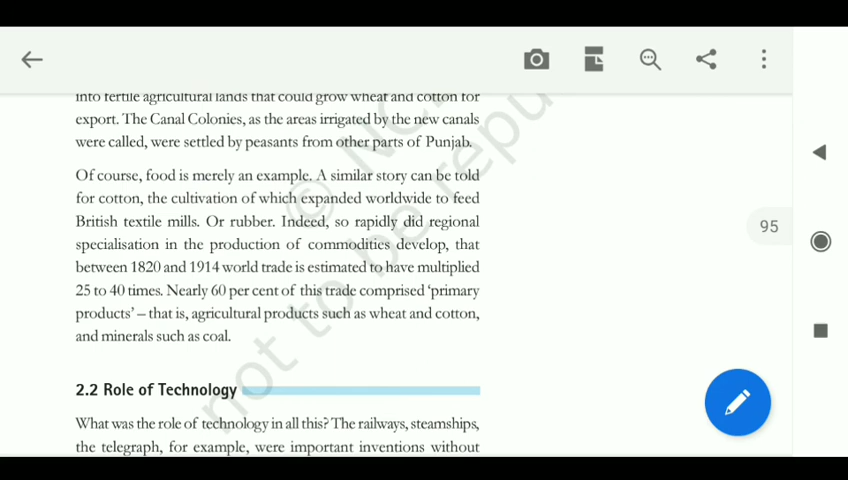 into fertile agricultural lands that could grow wheat and cotton for
export. The Canal Colonies, as the areas irrigated by the new canals
were called, were settled by peasants from other parts of Punjab.
Of course, food is merely an example. A similar story can be told
for cotton, the cultivation of which expanded worldwide to feed
British textile mills. Or rubber. Indeed, so rapidly did regional
specialisation in the production of commodities develop, that
between 1820 and 1914 world trade is estimated to have multiplied
25 to 40 times. Nearly 60 per cent of this trade comprised ‘primary
products’ – that is, agricultural products such as wheat and cotton,
and minerals such as coal.
2.2 Role of Technology
What was the role of technology in all this? The railways, steamships,
the telegraph, for example, were important inventions without
95
© NC
not to be repu